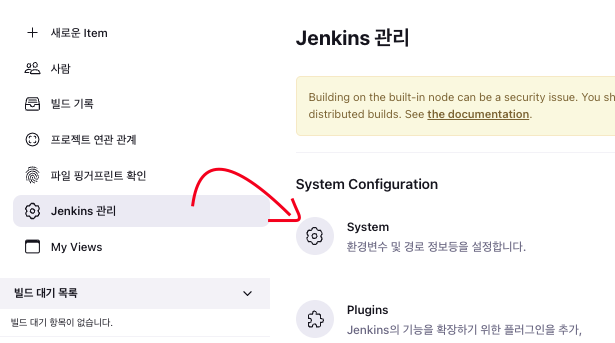 새로운 Item
사람
빌드 기록
프로젝트 연관 관계
파일 핑거프린트 확인
Jenkins 관리
My Views
빌드 대기 목록
빌드 대기 항목이 없습니다.
Jenkins 관리
Building on the built-in node can be a security issue. You sh
distributed builds. See the documentation.
System Configuration
System
환경변수 및 경로 정보등을 설정합니다.
Plugins
Jenkins의 기능을 확장하기 위한 플러그인을 추가,